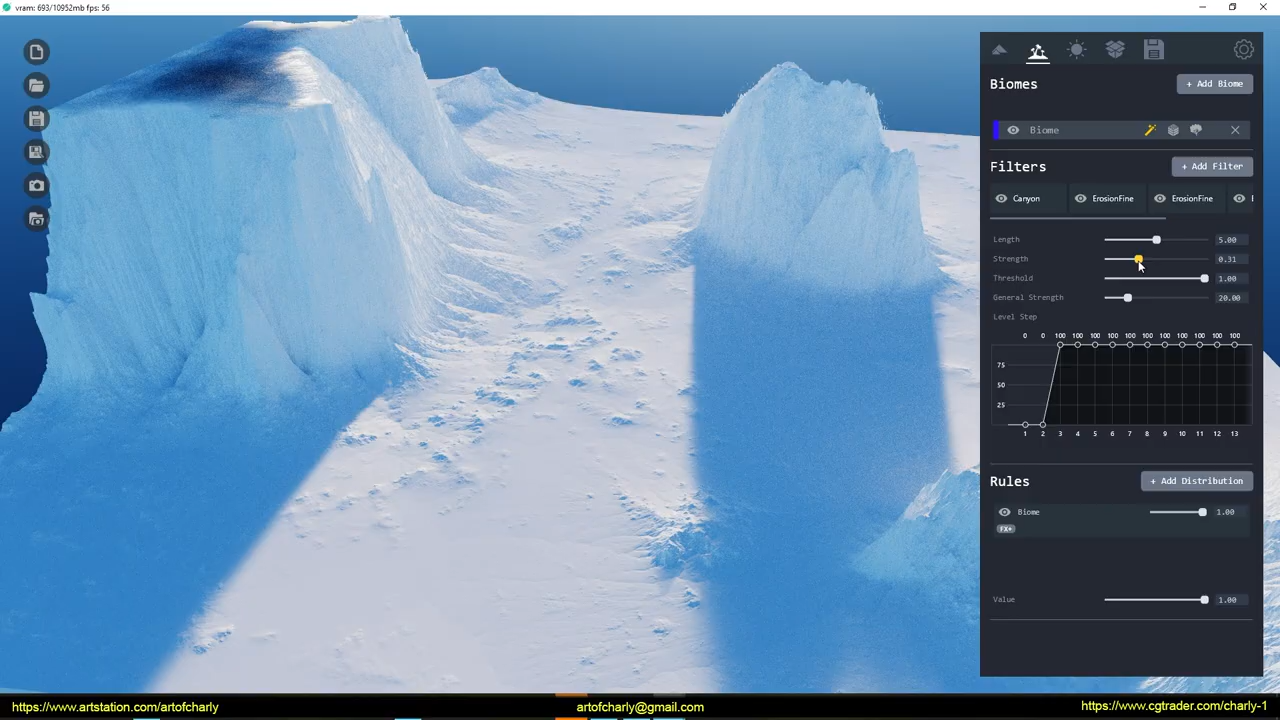 vram: 693/10952mb fps: 56
Biomes
+ Add Biome
Biome
Filters
+ Add Filter
Canyon
ErosionFine
ErosionFine
Length
5.00
Strength
0.31
Threshold
1.00
General Strength
20.00
Level Step
0 0 100 100 100 100 100 100 100 100 100 100 100
75
50
25
1 2 3 4 5 6 7 8 9 10 11 12 13
Rules
+ Add Distribution
Biome
1.00
FX+
Value
1.00
https://www.artstation.com/artofcharly
artofcharly@gmail.com
https://www.cgtrader.com/charly-1